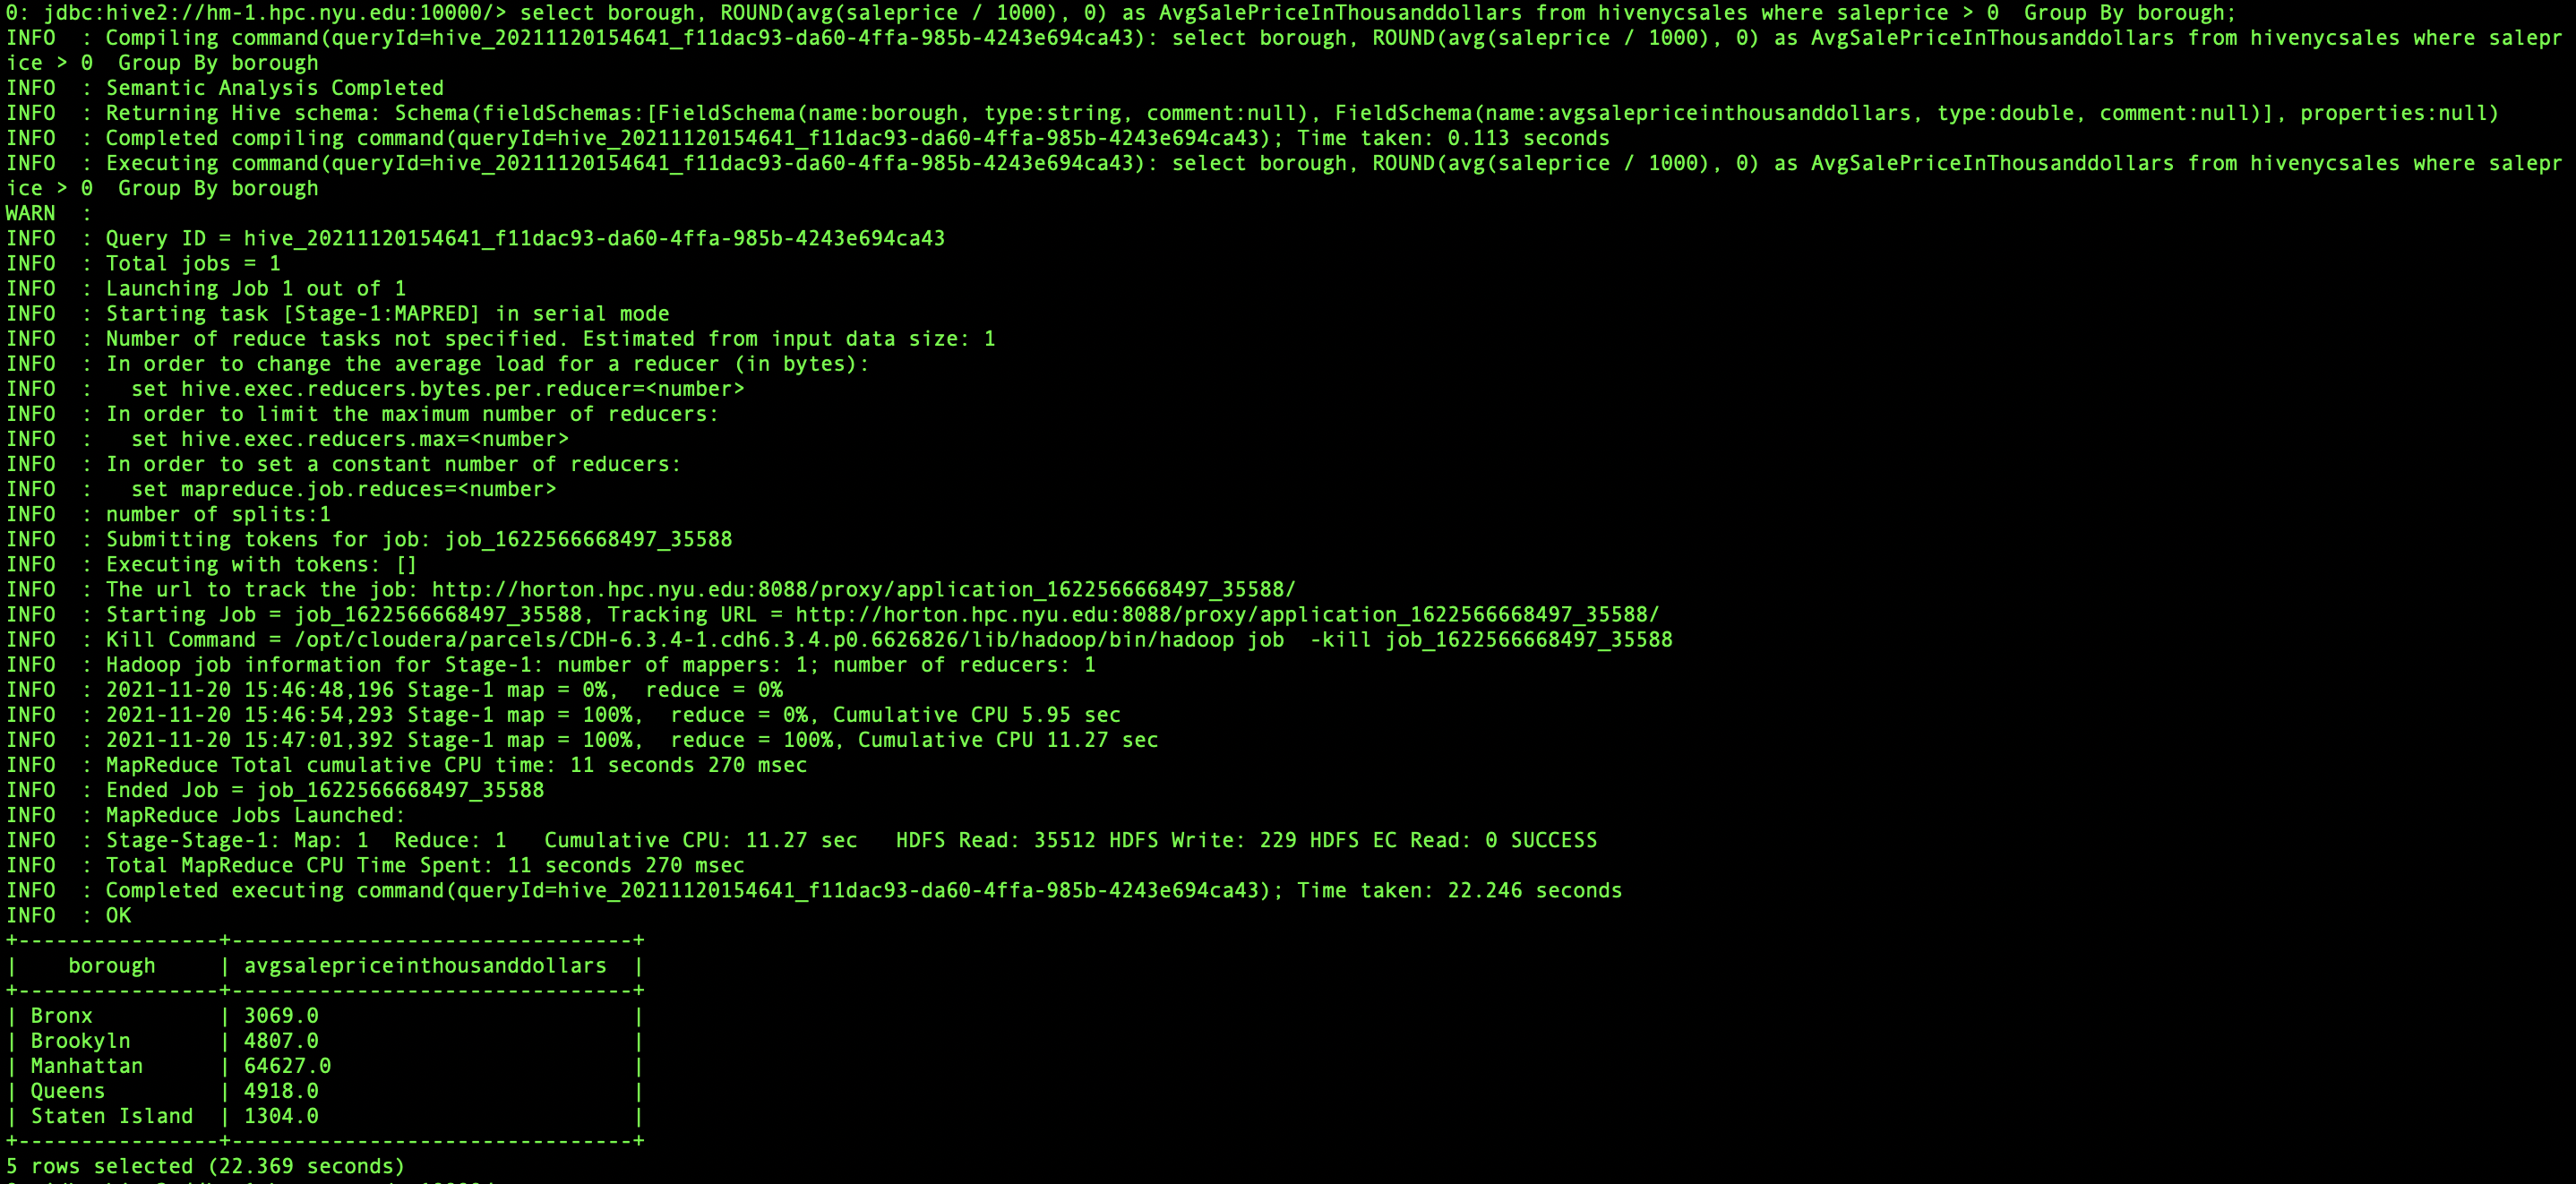 0: jdbc:hive2://hm-1.hpc.nyu.edu:10000/> select borough, ROUND(avg(saleprice / 1000), 0) as AvgSalePriceInThousanddollars from hivenycsales where saleprice > 0  Group By borough;
INFO  : Compiling command(queryId=hive_20211120154641_f11dac93-da60-4ffa-985b-4243e694ca43): select borough, ROUND(avg(saleprice / 1000), 0) as AvgSalePriceInThousanddollars from hivenycsales where salepr
ice > 0  Group By borough
INFO  : Semantic Analysis Completed
INFO  : Returning Hive schema: Schema(fieldSchemas:[FieldSchema(name:borough, type:string, comment:null), FieldSchema(name:avgsalepriceinthousanddollars, type:double, comment:null)], properties:null)
INFO  : Completed compiling command(queryId=hive_20211120154641_f11dac93-da60-4ffa-985b-4243e694ca43); Time taken: 0.113 seconds
INFO  : Executing command(queryId=hive_20211120154641_f11dac93-da60-4ffa-985b-4243e694ca43): select borough, ROUND(avg(saleprice / 1000), 0) as AvgSalePriceInThousanddollars from hivenycsales where salepr
ice > 0  Group By borough
WARN  :
INFO  : Query ID = hive_20211120154641_f11dac93-da60-4ffa-985b-4243e694ca43
INFO  : Total jobs = 1
INFO  : Launching Job 1 out of 1
INFO  : Starting task [Stage-1:MAPRED] in serial mode
INFO  : Number of reduce tasks not specified. Estimated from input data size: 1
INFO  : In order to change the average load for a reducer (in bytes):
INFO  :   set hive.exec.reducers.bytes.per.reducer=<number>
INFO  : In order to limit the maximum number of reducers:
INFO  :   set hive.exec.reducers.max=<number>
INFO  : In order to set a constant number of reducers:
INFO  :   set mapreduce.job.reduces=<number>
INFO  : number of splits:1
INFO  : Submitting tokens for job: job_1622566668497_35588
INFO  : Executing with tokens: []
INFO  : The url to track the job: http://horton.hpc.nyu.edu:8088/proxy/application_1622566668497_35588/
INFO  : Starting Job = job_1622566668497_35588, Tracking URL = http://horton.hpc.nyu.edu:8088/proxy/application_1622566668497_35588/
INFO  : Kill Command = /opt/cloudera/parcels/CDH-6.3.4-1.cdh6.3.4.p0.6626826/lib/hadoop/bin/hadoop job  -kill job_1622566668497_35588
INFO  : Hadoop job information for Stage-1: number of mappers: 1; number of reducers: 1
INFO  : 2021-11-20 15:46:48,196 Stage-1 map = 0%,  reduce = 0%
INFO  : 2021-11-20 15:46:54,293 Stage-1 map = 100%,  reduce = 0%, Cumulative CPU 5.95 sec
INFO  : 2021-11-20 15:47:01,392 Stage-1 map = 100%,  reduce = 100%, Cumulative CPU 11.27 sec
INFO  : MapReduce Total cumulative CPU time: 11 seconds 270 msec
INFO  : Ended Job = job_1622566668497_35588
INFO  : MapReduce Jobs Launched:
INFO  : Stage-Stage-1: Map: 1  Reduce: 1   Cumulative CPU: 11.27 sec   HDFS Read: 35512 HDFS Write: 229 HDFS EC Read: 0 SUCCESS
INFO  : Total MapReduce CPU Time Spent: 11 seconds 270 msec
INFO  : Completed executing command(queryId=hive_20211120154641_f11dac93-da60-4ffa-985b-4243e694ca43); Time taken: 22.246 seconds
INFO  : OK
+----------------+--------------------------------+
|    borough     | avgsalepriceinthousanddollars  |
+----------------+--------------------------------+
| Bronx          | 3069.0                         |
| Brookyln       | 4807.0                         |
| Manhattan      | 64627.0                        |
| Queens         | 4918.0                         |
| Staten Island  | 1304.0                         |
+----------------+--------------------------------+
5 rows selected (22.369 seconds)